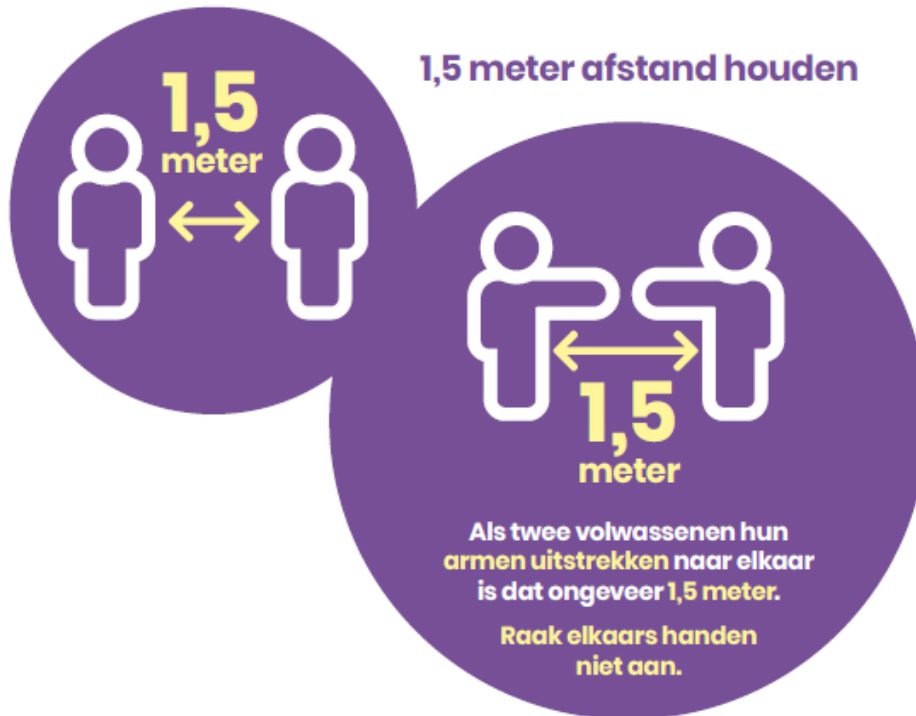 1,5 meter afstand houden
1,5
meter
1,5
meter
Als twee volwassenen hun
armen uitstrekken naar elkaar
is dat ongeveer 1,5 meter.
Raak elkaars handen
niet aan.